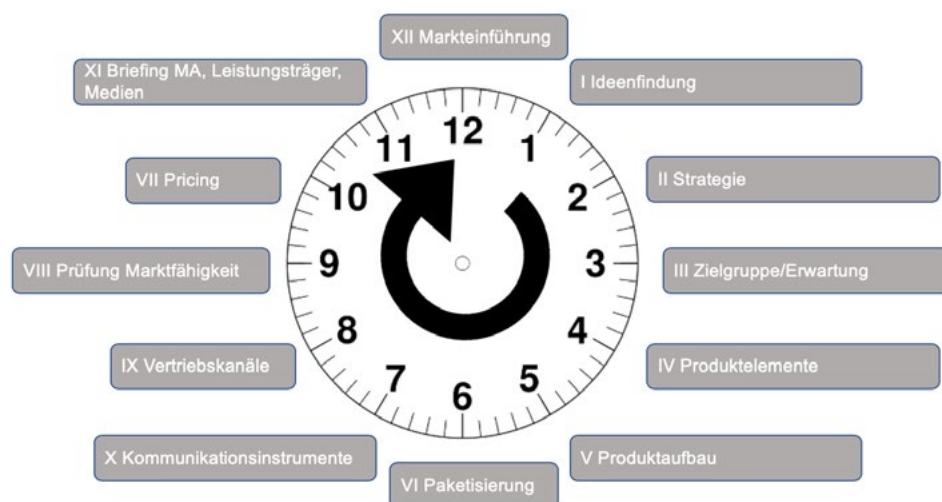 XII Markteinführung
XI Briefing MA, Leistungsträger,
Medien
I Ideenfindung
VII Pricing
II Strategie
VIII Prüfung Marktfähigkeit
III Zielgruppe/Erwartung
IX Vertriebskanäle
IV Produktelemente
X Kommunikationsinstrumente
V Produktaufbau
VI Paketisierung
12
1
2
3
4
5
6
7
8
9
10
11